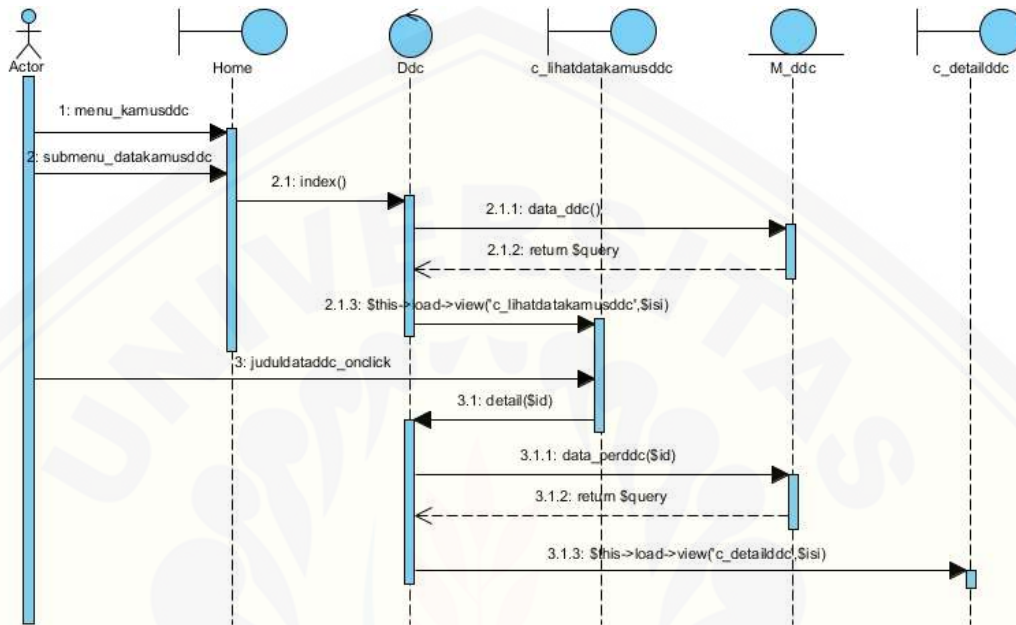 Actor
Home
Ddc
c_lihatdatakamusddc
M_ddc
c_detailddc
1: menu_kamusddc
2: submenu_datakamusddc
2.1: index()
2.1.1: data_ddc()
2.1.2: return $query
2.1.3: $this->load->view('c_lihatdatakamusddc',$isi)
3: juduldataddc_onclick
3.1: detail($id)
3.1.1: data_perddc($id)
3.1.2: return $query
3.1.3: $this->load->view('c_detailddc',$isi)
UNIVERSITAS